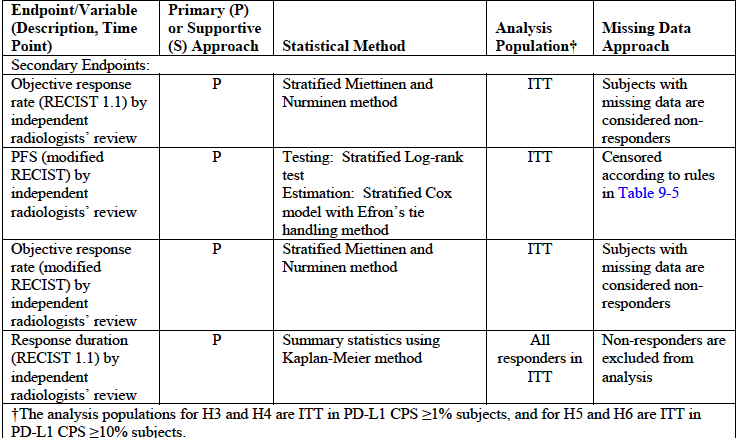 Endpoint/Variable (Description, Time Point)
Primary (P) or Supportive (S) Approach
Statistical Method
Analysis Population†
Missing Data Approach
Secondary Endpoints:
Objective response
rate (RECIST 1.1) by
independent
radiologists’ review
P
Stratified Miettinen and
Nurminen method
ITT
Subjects with
missing data are
considered non-
responders
PFS (modified
RECIST) by
independent
radiologists’ review
P
Testing: Stratified Log-rank
test
Estimation: Stratified Cox
model with Efron’s tie
handling method
ITT
Censored
according to rules
in Table 9-5
Objective response
rate (modified
RECIST) by
independent
radiologists’ review
P
Stratified Miettinen and
Nurminen method
ITT
Subjects with
missing data are
considered non-
responders
Response duration
(RECIST 1.1) by
independent
radiologists’ review
P
Summary statistics using
Kaplan-Meier method
All
responders in
ITT
Non-responders are
excluded from
analysis
†The analysis populations for H3 and H4 are ITT in PD-L1 CPS ≥1% subjects, and for H5 and H6 are ITT in
PD-L1 CPS ≥10% subjects.